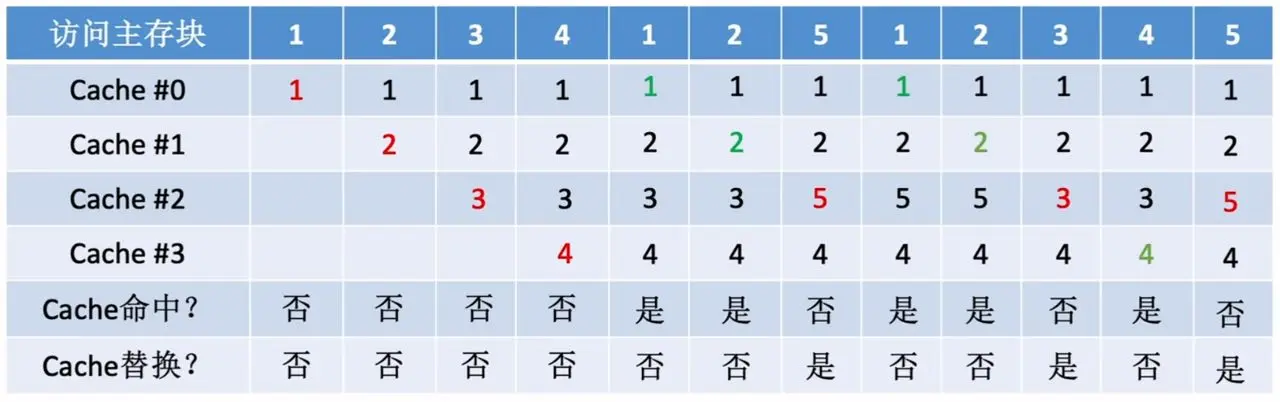 访问主存块 1 2 3 4 1 2 5 1 2 3 4 5
Cache #0 1 1 1 1 1 1 1 1 1 1 1 1
Cache #1 2 2 2 2 2 2 2 2 2 2 2
Cache #2 3 3 3 3 5 5 5 3 3 5
Cache #3 4 4 4 4 4 4 4 4 4
Cache命中? 否 否 否 否 是 是 否 是 是 否 是 否
Cache替换? 否 否 否 否 否 否 是 否 否 是 否 是